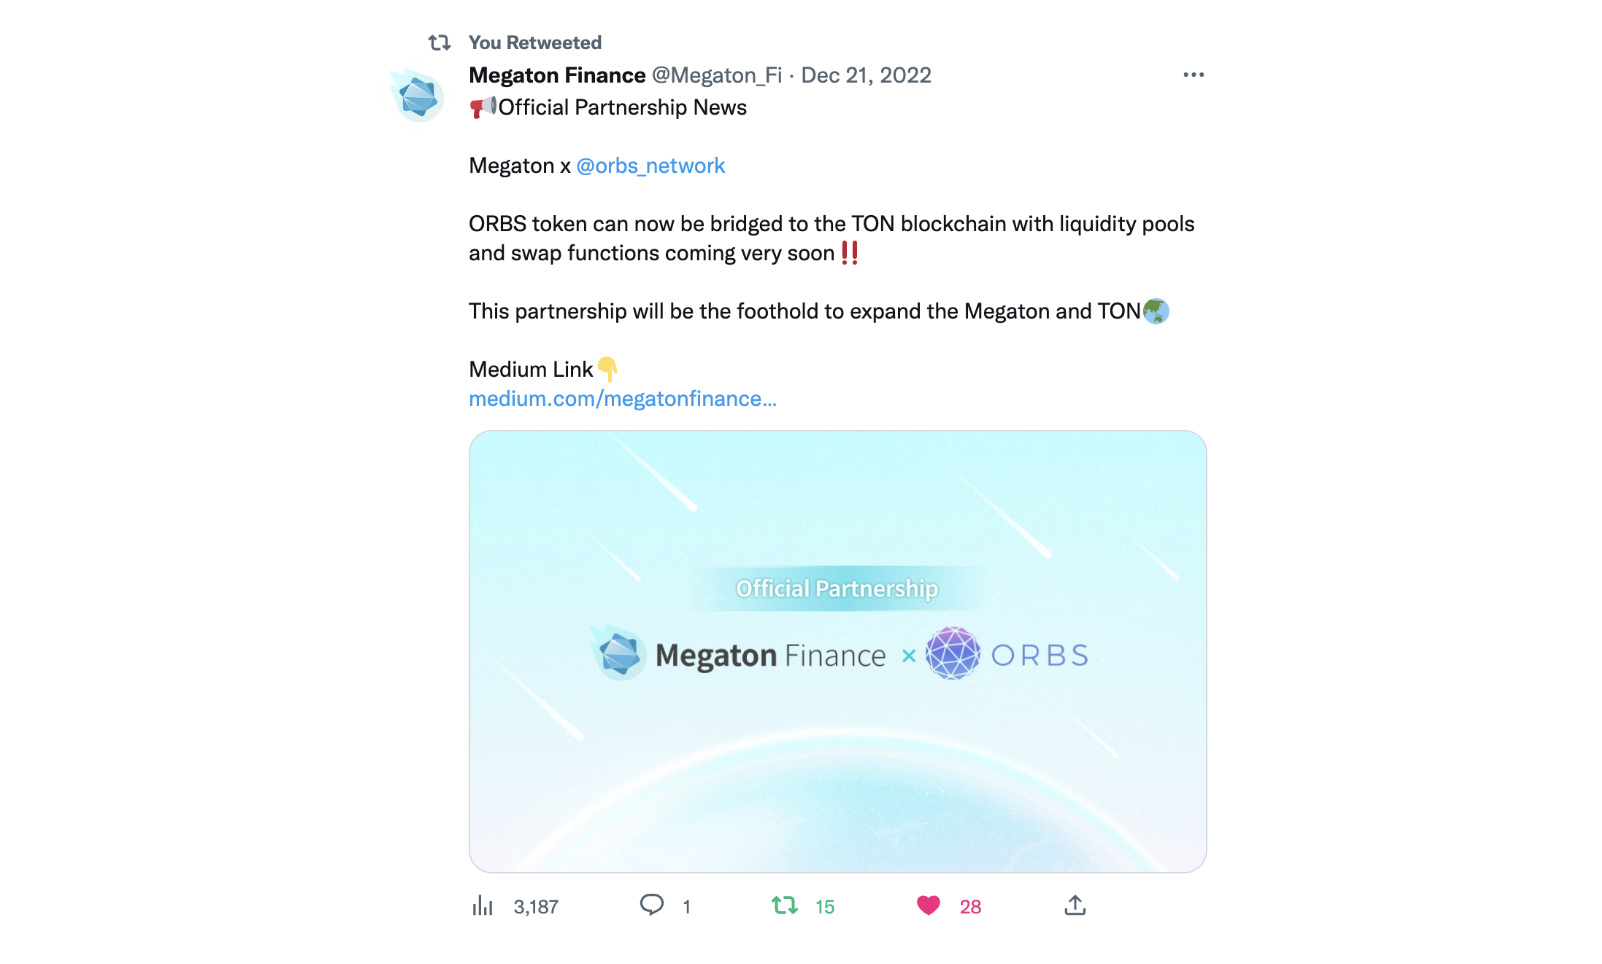 You Retweeted
Megaton Finance @Megaton_Fi · Dec 21, 2022
📢Official Partnership News
Megaton x @orbs_network
ORBS token can now be bridged to the TON blockchain with liquidity pools
and swap functions coming very soon‼️
This partnership will be the foothold to expand the Megaton and TON🌏
Medium Link👇
medium.com/megatonfinance…
Official Partnership
Megaton Finance × ORBS
3,187 1 15 28